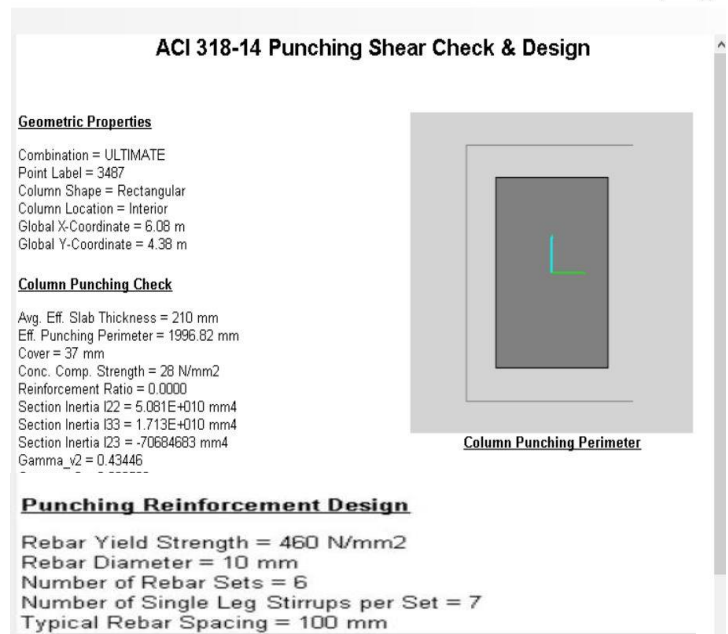 ACI 318-14 Punching Shear Check & Design
Geometric Properties
Combination = ULTIMATE
Point Label = 3487
Column Shape = Rectangular
Column Location = Interior
Global X-Coordinate = 6.08 m
Global Y-Coordinate = 4.38 m
Column Punching Check
Avg. Eff. Slab Thickness = 210 mm
Eff. Punching Perimeter = 1996.82 mm
Cover = 37 mm
Conc. Comp. Strength = 28 N/mm2
Reinforcement Ratio = 0.0000
Section Inertia I22 = 5.081E+010 mm4
Section Inertia I33 = 1.713E+010 mm4
Section Inertia I23 = -70684683 mm4
Gamma_v2 = 0.43446
Column Punching Perimeter
Punching Reinforcement Design
Rebar Yield Strength = 460 N/mm2
Rebar Diameter = 10 mm
Number of Rebar Sets = 6
Number of Single Leg Stirrups per Set = 7
Typical Rebar Spacing = 100 mm